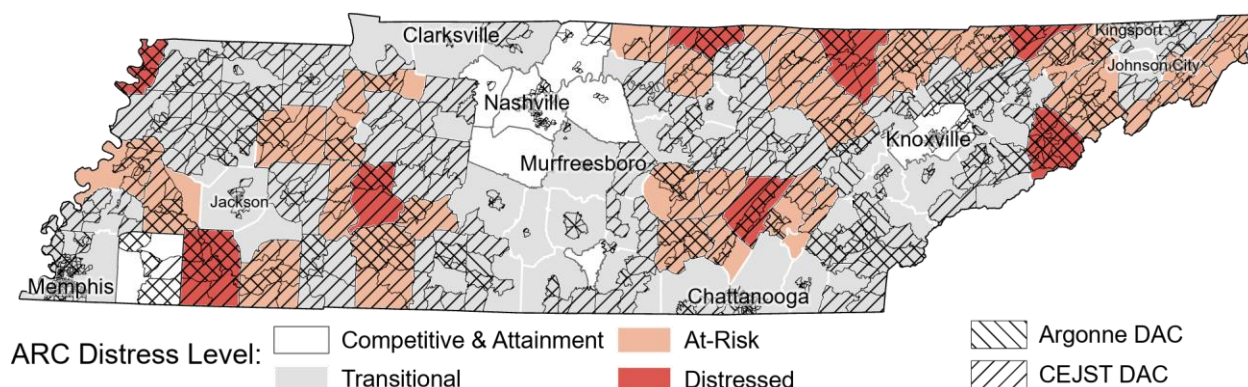 Clarksville
Kingsport
Johnson City
Nashville
Knoxville
Murfreesboro
Jackson
Memphis
Chattanooga
ARC Distress Level:
Competitive & Attainment
At-Risk
Argonne DAC
Transitional
Distressed
CEJST DAC